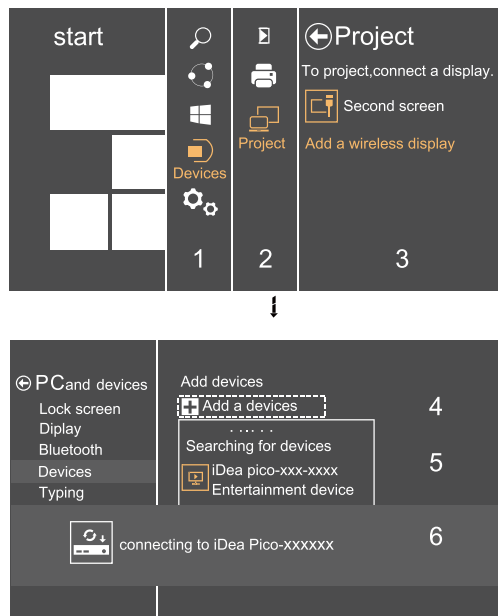 start
Devices
1
Project
2
Project
To project,connect a display.
Second screen
Add a wireless display
3
PCand devices
Lock screen
Diplay
Bluetooth
Devices
Typing
Add devices
Add a devices
4
Searching for devices
iDea pico-xxx-xxxx
Entertainment device
5
connecting to iDea Pico-xxxxxx
6